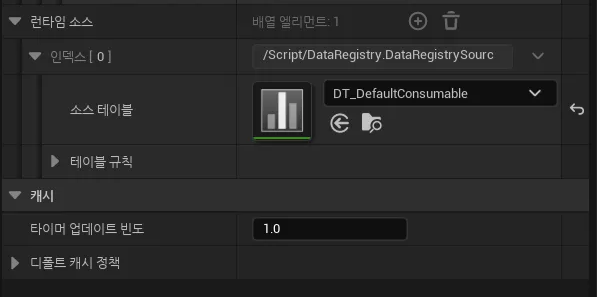 런타임 소스 배열 엘리먼트: 1
인덱스 [ 0 ] /Script/DataRegistry.DataRegistrySourc
소스 테이블 DT_DefaultConsumable
테이블 규칙
캐시
타이머 업데이트 빈도 1.0
디폴트 캐시 정책